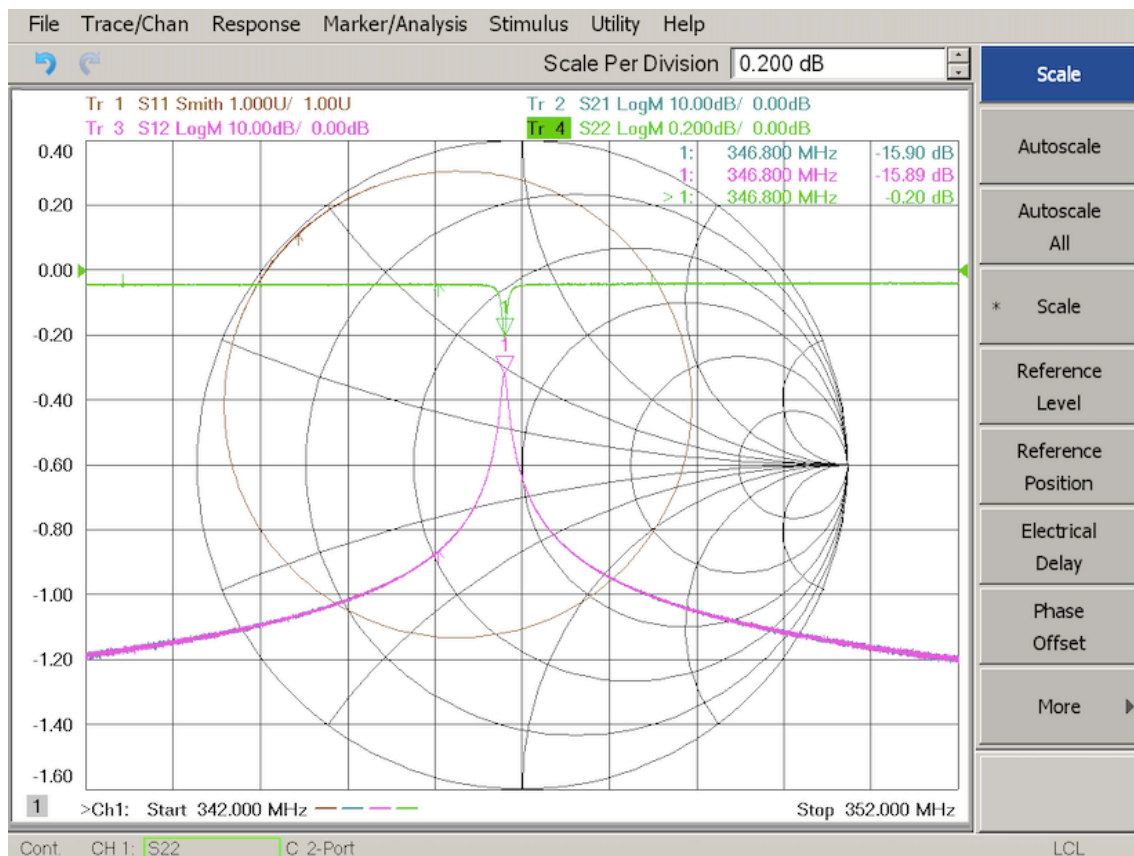 File Trace/Chan Response Marker/Analysis Stimulus Utility Help
Scale Per Division 0.200 dB
Scale
Tr 1 S11 Smith 1.000U/ 1.00U
Tr 2 S21 LogM 10.00dB/ 0.00dB
Tr 3 S12 LogM 10.00dB/ 0.00dB
Tr 4 S22 LogM 0.200dB/ 0.00dB
1: 346.800 MHz -15.90 dB
1: 346.800 MHz -15.89 dB
> 1: 346.800 MHz -0.20 dB
0.40
0.20
0.00
-0.20
-0.40
-0.60
-0.80
-1.00
-1.20
-1.40
-1.60
1 >Ch1: Start 342.000 MHz Stop 352.000 MHz
Autoscale
Autoscale
All
* Scale
Reference
Level
Reference
Position
Electrical
Delay
Phase
Offset
More
Cont. CH 1: S22 C 2-Port LCL